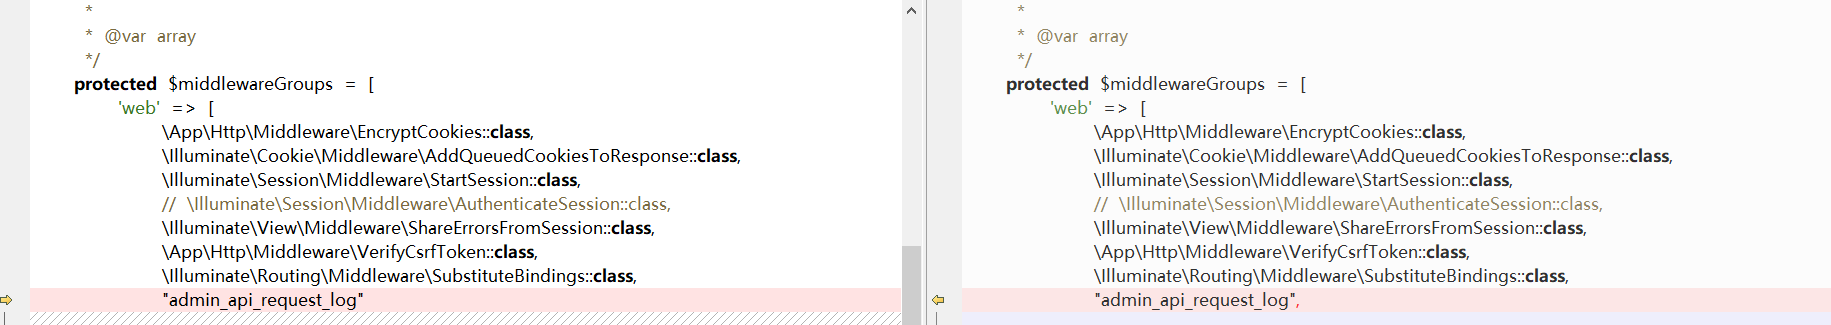 *
* @var array
*/
protected $middlewareGroups = [
'web' => [
\App\Http\Middleware\EncryptCookies::class,
\Illuminate\Cookie\Middleware\AddQueuedCookiesToResponse::class,
\Illuminate\Session\Middleware\StartSession::class,
// \Illuminate\Session\Middleware\AuthenticateSession::class,
\Illuminate\View\Middleware\ShareErrorsFromSession::class,
\App\Http\Middleware\VerifyCsrfToken::class,
\Illuminate\Routing\Middleware\SubstituteBindings::class,
"admin_api_request_log"
*
* @var array
*/
protected $middlewareGroups = [
'web' => [
\App\Http\Middleware\EncryptCookies::class,
\Illuminate\Cookie\Middleware\AddQueuedCookiesToResponse::class,
\Illuminate\Session\Middleware\StartSession::class,
// \Illuminate\Session\Middleware\AuthenticateSession::class,
\Illuminate\View\Middleware\ShareErrorsFromSession::class,
\App\Http\Middleware\VerifyCsrfToken::class,
\Illuminate\Routing\Middleware\SubstituteBindings::class,
"admin_api_request_log",